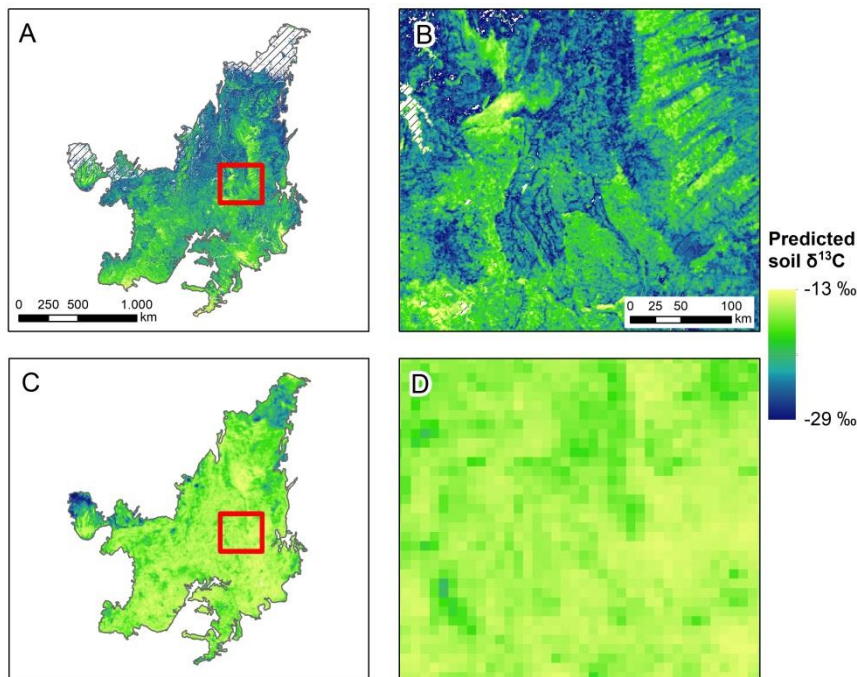 A
B
0 250 500 1.000
km
0 25 50 100
km
Predicted
soil δ¹³C
-13 ‰
-29 ‰
C
D